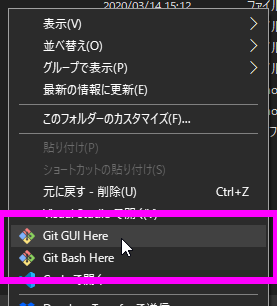 2020/03/14 15:12
表示(V)
並べ替え(O)
グループで表示(P)
最新の情報に更新(E)
このフォルダーのカスタマイズ(F)...
貼り付け(P)
ショートカットの貼り付け(S)
元に戻す - 削除(U) Ctrl+Z
Visual Studio で開く(V)
Git GUI Here
Git Bash Here
Code で開く